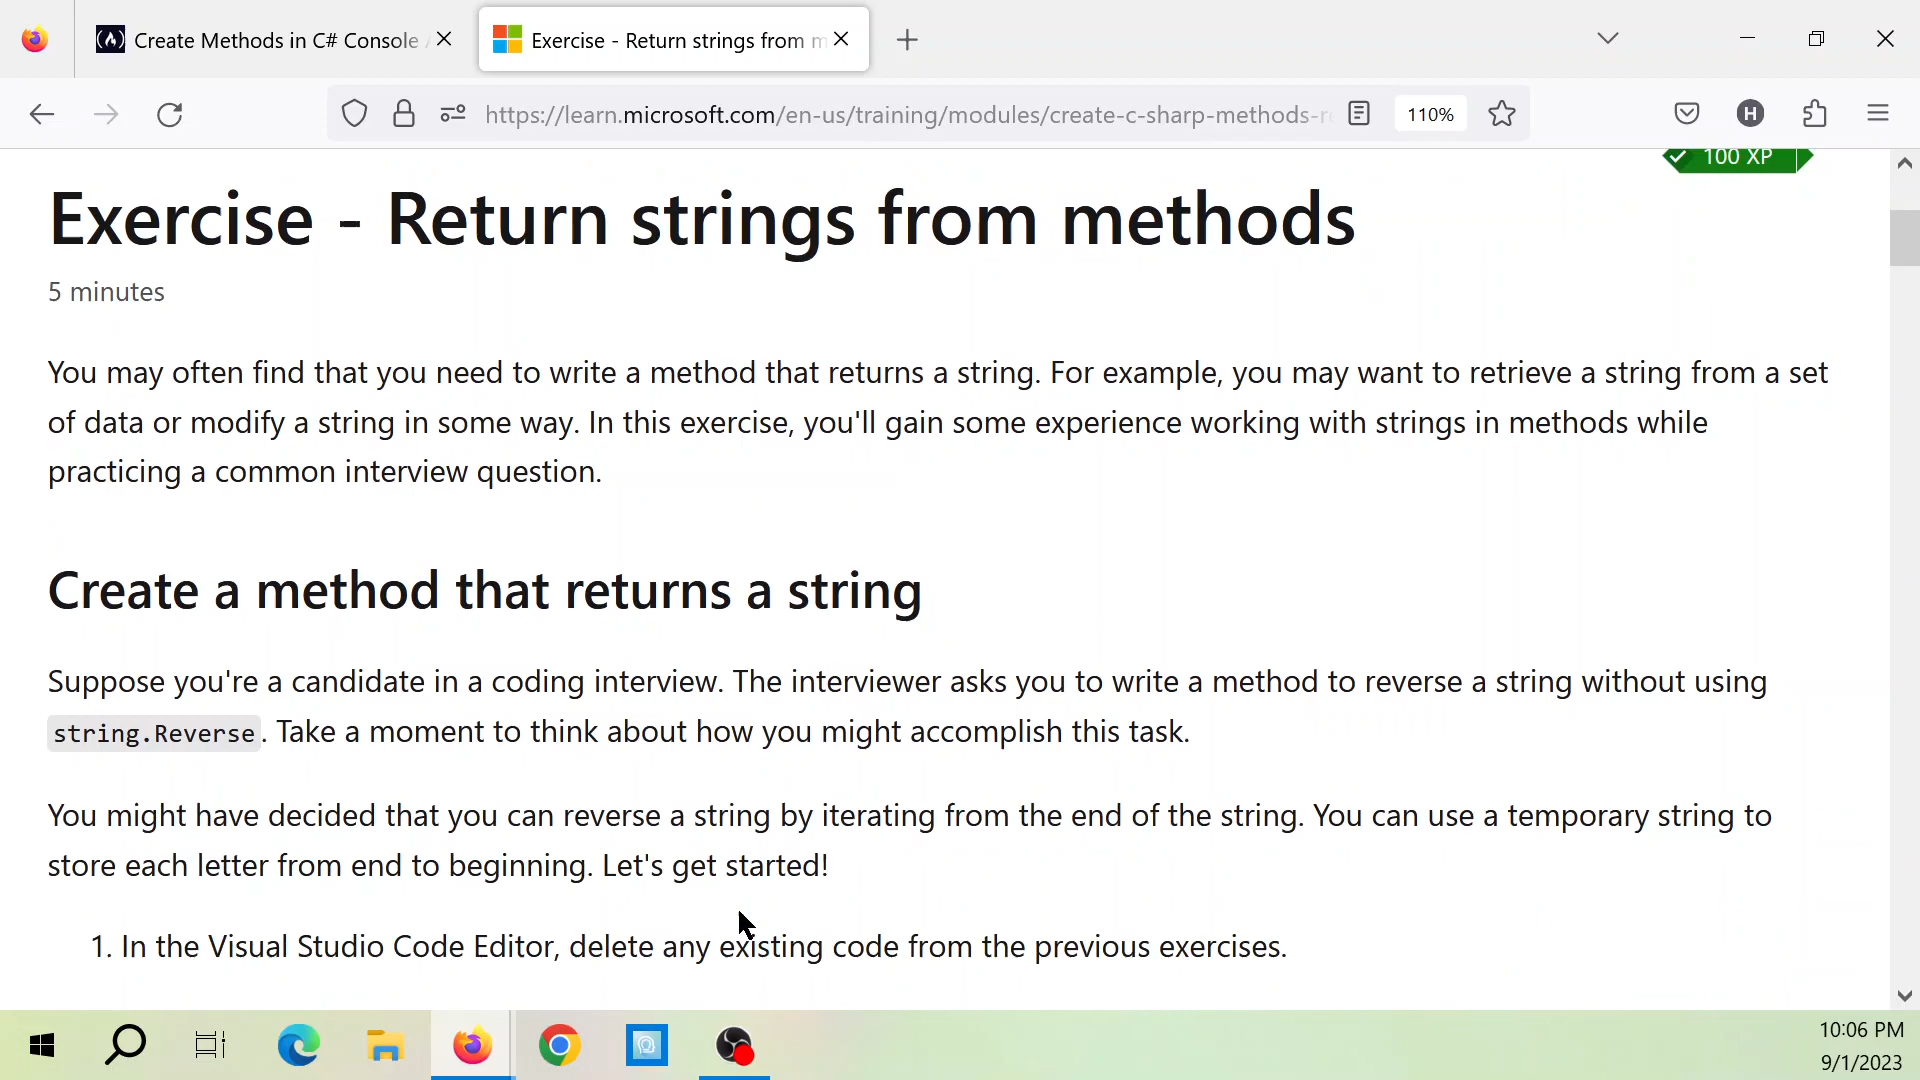 Create Methods in C# Console
Exercise - Return strings from m
https://learn.microsoft.com/en-us/training/modules/create-c-sharp-methods-re
110%
H
100 XP
Exercise - Return strings from methods
5 minutes
You may often find that you need to write a method that returns a string. For example, you may want to retrieve a string from a set
of data or modify a string in some way. In this exercise, you'll gain some experience working with strings in methods while
practicing a common interview question.
Create a method that returns a string
Suppose you're a candidate in a coding interview. The interviewer asks you to write a method to reverse a string without using
string.Reverse. Take a moment to think about how you might accomplish this task.
You might have decided that you can reverse a string by iterating from the end of the string. You can use a temporary string to
store each letter from end to beginning. Let's get started!
1. In the Visual Studio Code Editor, delete any existing code from the previous exercises.
10:06 PM
9/1/2023